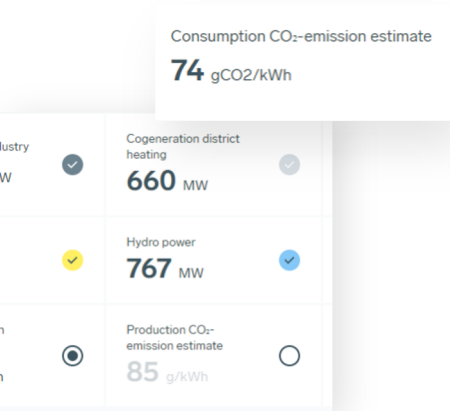 Consumption CO₂-emission estimate
74 gCO2/kWh
Cogeneration district
heating
660 MW
Hydro power
767 MW
Production CO₂-
emission estimate
85 g/kWh